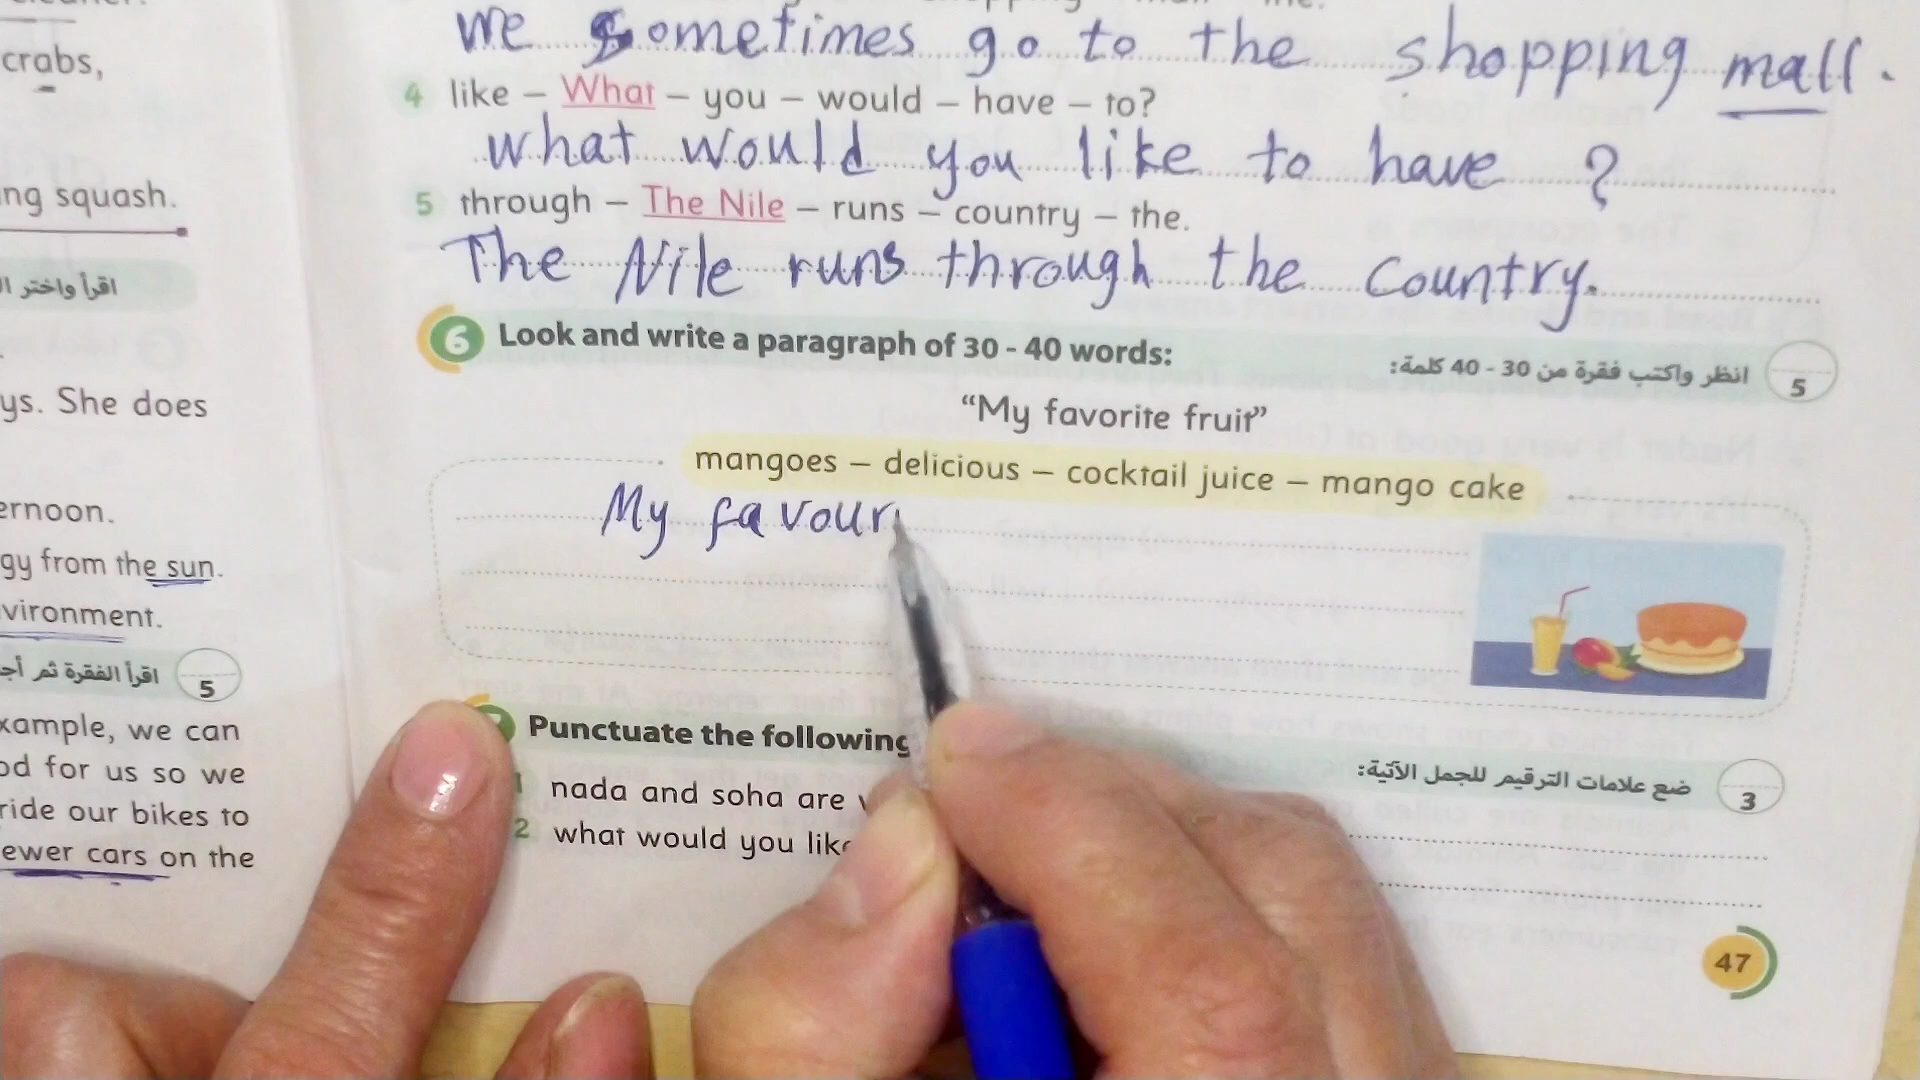 crabs,
ng squash.
اقرأ واختر ال
ys. She does
ernoon.
gy from the sun.
vironment.
اقرأ الفقرة ثم أج
5
xample, we can
od for us so we
ride our bikes to
ewer cars on the
We sometimes go to the shopping mall.
4 like – What – you – would – have – to?
what would you like to have ?
5 through – The Nile – runs – country – the.
The Nile runs through the country.
6 Look and write a paragraph of 30 - 40 words:
انظر واكتب فقرة من 30 - 40 كلمة:
5
“My favorite fruit”
mangoes – delicious – cocktail juice – mango cake
My favour
Punctuate the following
ضع علامات الترقيم للجمل الآتية:
3
1 nada and soha are
2 what would you like
47